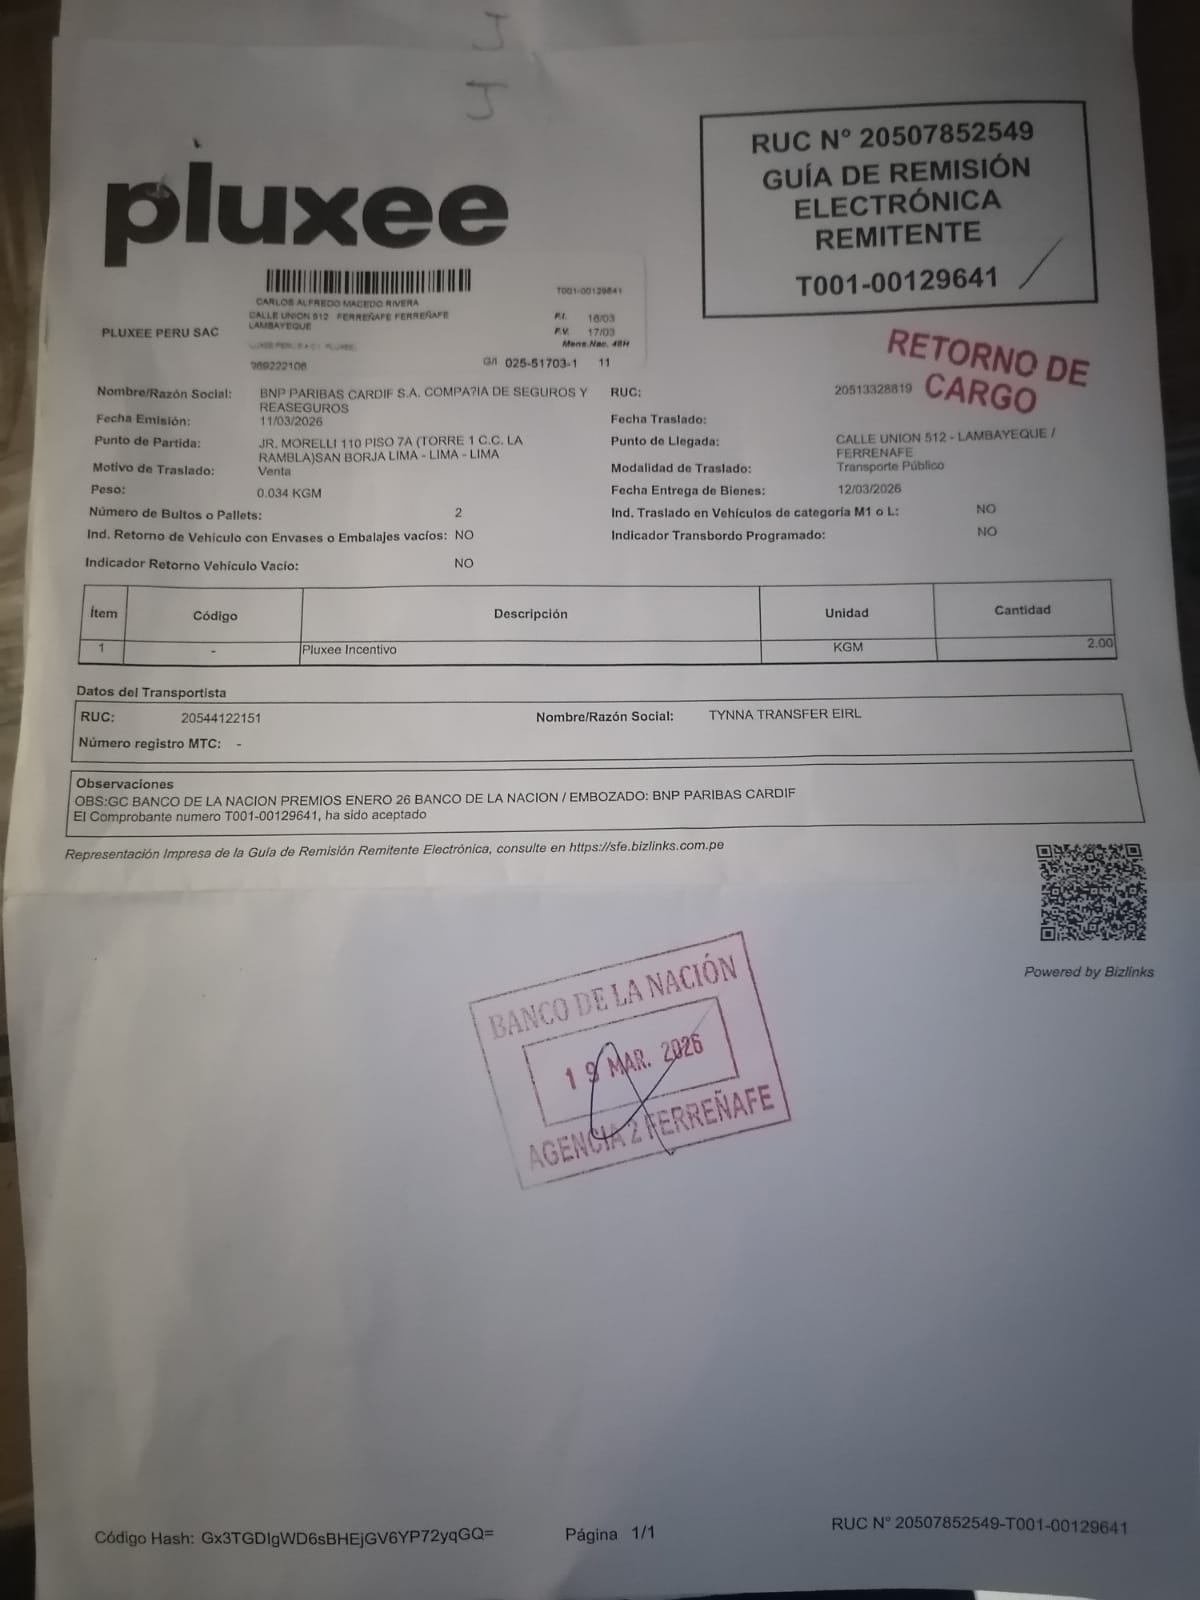 J
J
pluxee
RUC Nº 20507852549
GUÍA DE REMISIÓN
ELECTRÓNICA
REMITENTE
T001-00129641
T001-00129641
CARLOS ALFREDO MACEDO RIVERA
CALLE UNION 512 FERREÑAFE FERREÑAFE
LAMBAYEQUE
F.I. 16/03
F.V. 17/03
Mens.Nac. 48H
PLUXEE PERU SAC
989222106
G/I 025-51703-1 11
RETORNO DE
CARGO
Nombre/Razón Social: BNP PARIBAS CARDIF S.A. COMPA?IA DE SEGUROS Y
REASEGUROS
RUC: 20513328819
Fecha Emisión: 11/03/2026
Fecha Traslado:
Punto de Partida: JR. MORELLI 110 PISO 7A (TORRE 1 C.C. LA
RAMBLA)SAN BORJA LIMA - LIMA - LIMA
Punto de Llegada: CALLE UNION 512 - LAMBAYEQUE /
FERRENAFE
Motivo de Traslado: Venta
Modalidad de Traslado: Transporte Público
Peso: 0.034 KGM
Fecha Entrega de Bienes: 12/03/2026
Número de Bultos o Pallets: 2
Ind. Traslado en Vehículos de categoría M1 o L: NO
Ind. Retorno de Vehículo con Envases o Embalajes vacíos: NO
Indicador Transbordo Programado: NO
Indicador Retorno Vehículo Vacío: NO
Ítem Código Descripción Unidad Cantidad
1 - Pluxee Incentivo KGM 2.00
Datos del Transportista
RUC: 20544122151 Nombre/Razón Social: TYNNA TRANSFER EIRL
Número registro MTC: -
Observaciones
OBS:GC BANCO DE LA NACION PREMIOS ENERO 26 BANCO DE LA NACION / EMBOZADO: BNP PARIBAS CARDIF
El Comprobante numero T001-00129641, ha sido aceptado
Representación Impresa de la Guía de Remisión Remitente Electrónica, consulte en https://sfe.bizlinks.com.pe
Powered by Bizlinks
BANCO DE LA NACIÓN
19 MAR. 2026
AGENCIA 2 FERREÑAFE
Código Hash: Gx3TGDIgWD6sBHEjGV6YP72yqGQ=
Página 1/1
RUC N° 20507852549-T001-00129641